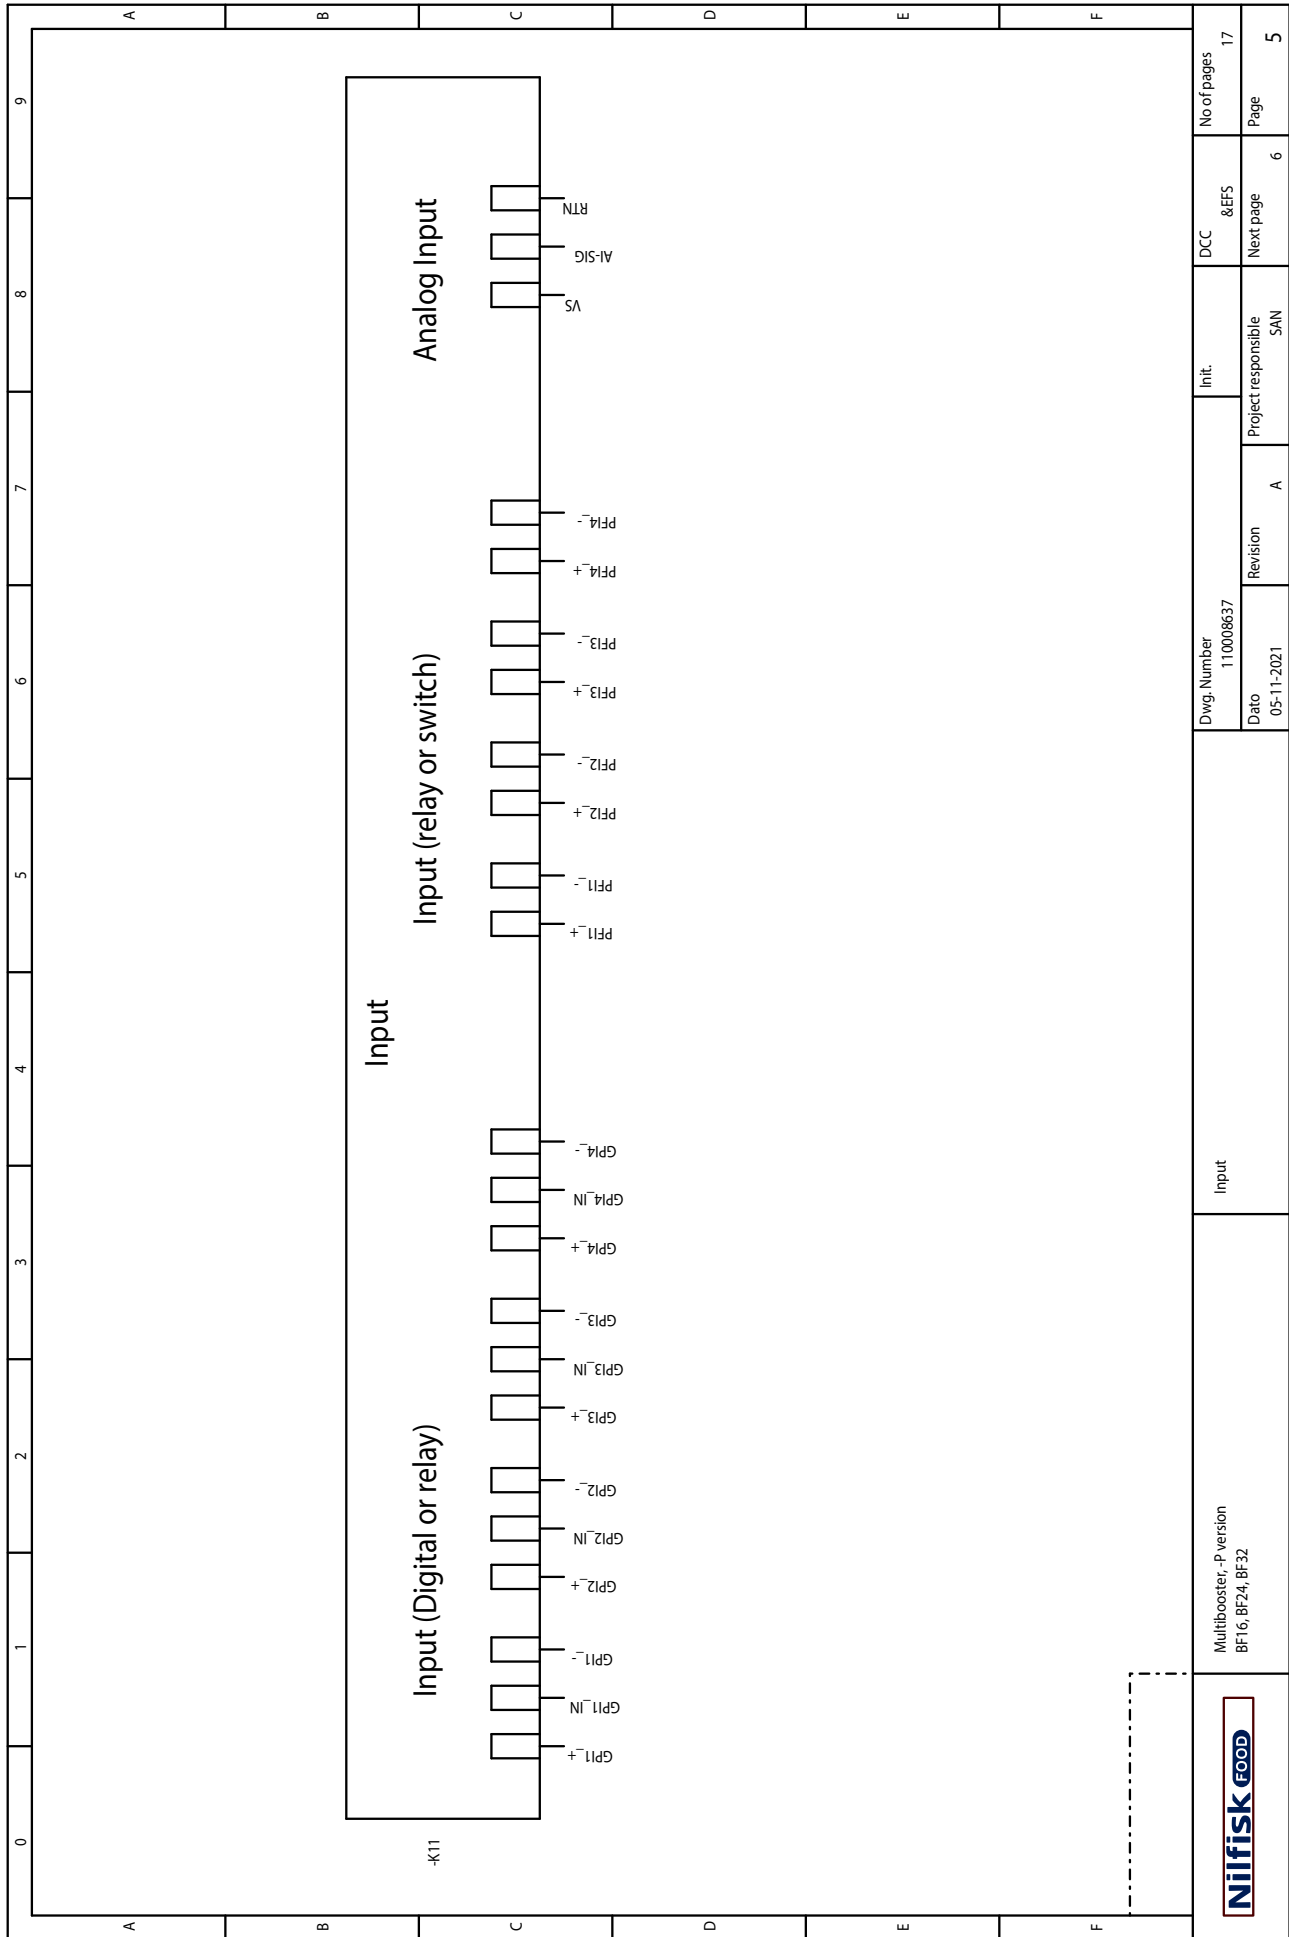 0
1
2
3
4
5
6
7
8
9
A
A
B
B
C
C
D
D
E
E
F
F
-K11
Input
Input (Digital or relay)
Input (relay or switch)
Analog Input
GPI1_+
GPI1_IN
GPI1_-
GPI2_+
GPI2_IN
GPI2_-
GPI3_+
GPI3_IN
GPI3_-
GPI4_+
GPI4_IN
GPI4_-
PFI1_+
PFI1_-
PFI2_+
PFI2_-
PFI3_+
PFI3_-
PFI4_+
PFI4_-
VS
AI-SIG
RTN
Nilfisk FOOD
Multibooster, -P version
BF16, BF24, BF32
Input
Dwg. Number
110008637
Init.
DCC
&EFS
No of pages
17
Dato
05-11-2021
Revision
A
Project responsible
SAN
Next page
6
Page
5